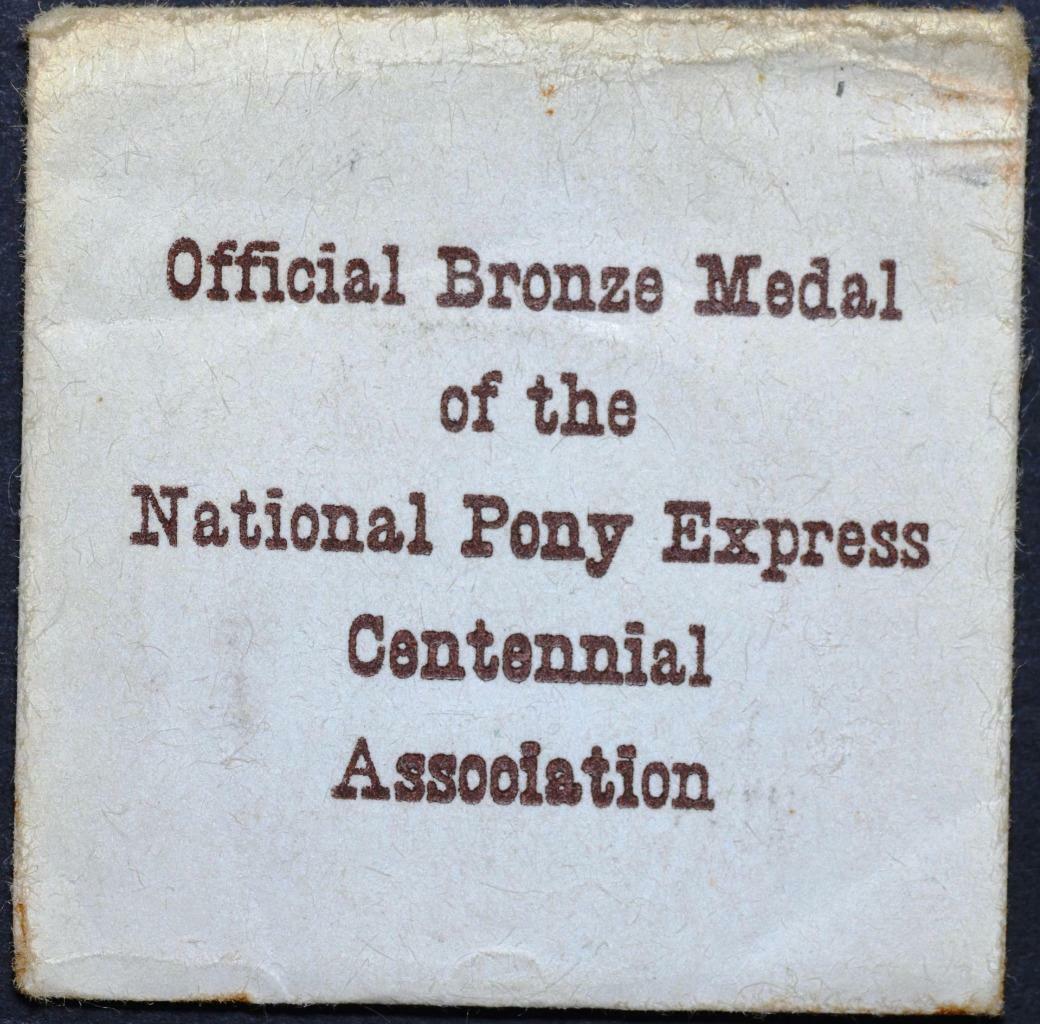 Official Bronze Medal
of the
National Pony Express
Centennial
Association